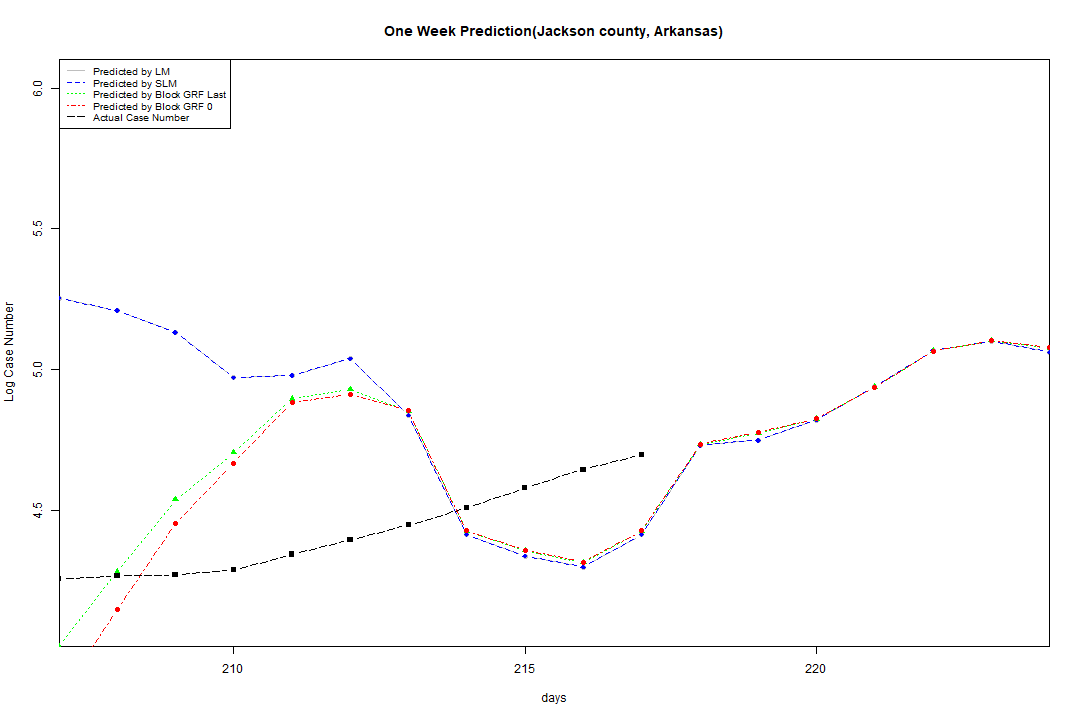 One Week Prediction(Jackson county, Arkansas)
Predicted by LM
Predicted by SLM
Predicted by Block GRF Last
Predicted by Block GRF 0
Actual Case Number
6.0
5.5
5.0
4.5
Log Case Number
210
215
220
days